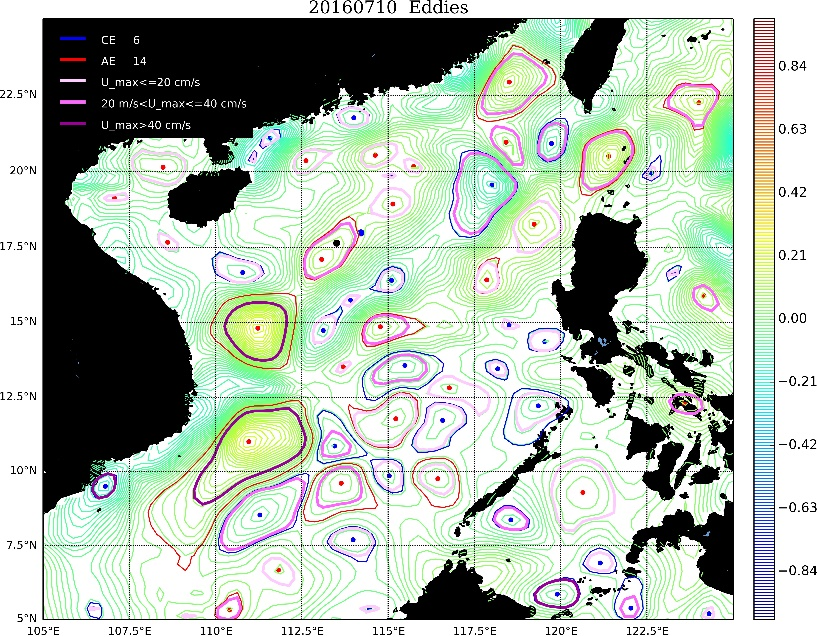 20160710 Eddies
CE 6
AE 14
U_max<=20 cm/s
20 m/s<U_max<=40 cm/s
U_max>40 cm/s
22.5°N
20°N
17.5°N
15°N
12.5°N
10°N
7.5°N
5°N
105°E 107.5°E 110°E 112.5°E 115°E 117.5°E 120°E 122.5°E
0.84
0.63
0.42
0.21
0.00
−0.21
−0.42
−0.63
−0.84